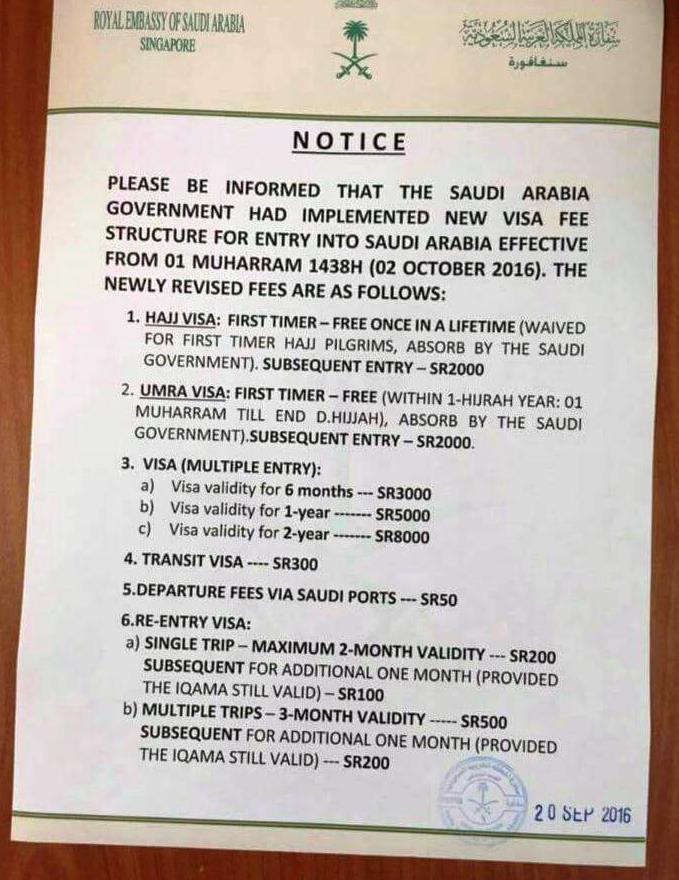 ROYAL EMBASSY OF SAUDI ARABIA
SINGAPORE
سفارة المملكة العربية السعودية
سنغافورة
NOTICE
PLEASE BE INFORMED THAT THE SAUDI ARABIA
GOVERNMENT HAD IMPLEMENTED NEW VISA FEE
STRUCTURE FOR ENTRY INTO SAUDI ARABIA EFFECTIVE
FROM 01 MUHARRAM 1438H (02 OCTOBER 2016). THE
NEWLY REVISED FEES ARE AS FOLLOWS:
1. HAJJ VISA: FIRST TIMER – FREE ONCE IN A LIFETIME (WAIVED
FOR FIRST TIMER HAJJ PILGRIMS, ABSORB BY THE SAUDI
GOVERNMENT). SUBSEQUENT ENTRY – SR2000
2. UMRA VISA: FIRST TIMER – FREE (WITHIN 1-HIJRAH YEAR: 01
MUHARRAM TILL END D.HIJJAH), ABSORB BY THE SAUDI
GOVERNMENT).SUBSEQUENT ENTRY – SR2000.
3. VISA (MULTIPLE ENTRY):
a) Visa validity for 6 months --- SR3000
b) Visa validity for 1-year ------- SR5000
c) Visa validity for 2-year ------- SR8000
4. TRANSIT VISA ---- SR300
5.DEPARTURE FEES VIA SAUDI PORTS --- SR50
6.RE-ENTRY VISA:
a) SINGLE TRIP – MAXIMUM 2-MONTH VALIDITY --- SR200
SUBSEQUENT FOR ADDITIONAL ONE MONTH (PROVIDED
THE IQAMA STILL VALID) – SR100
b) MULTIPLE TRIPS – 3-MONTH VALIDITY ----- SR500
SUBSEQUENT FOR ADDITIONAL ONE MONTH (PROVIDED
THE IQAMA STILL VALID) --- SR200
20 SEP 2016